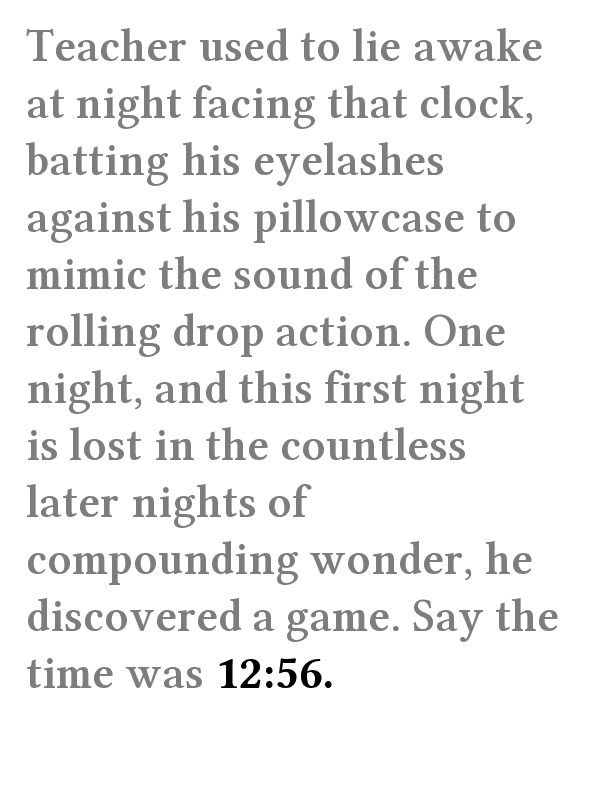 Teacher used to lie awake
at night facing that clock,
batting his eyelashes
against his pillowcase to
mimic the sound of the
rolling drop action. One
night, and this first night
is lost in the countless
later nights of
compounding wonder, he
discovered a game. Say the
time was 12:56.